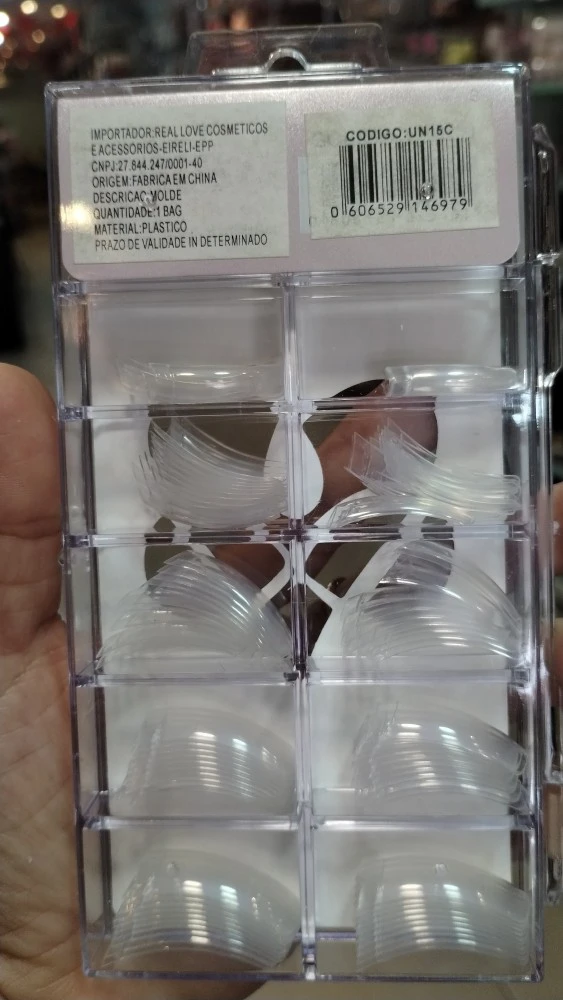 IMPORTADOR:REAL LOVE COSMETICOS
E ACESSORIOS-EIRELI-EPP
CNPJ:27.844.247/0001-40
ORIGEM:FABRICA EM CHINA
DESCRICAO:MOLDE
QUANTIDADE:1 BAG
MATERIAL:PLASTICO
PRAZO DE VALIDADE IN DETERMINADO
CODIGO:UN15C
0 606529 146979